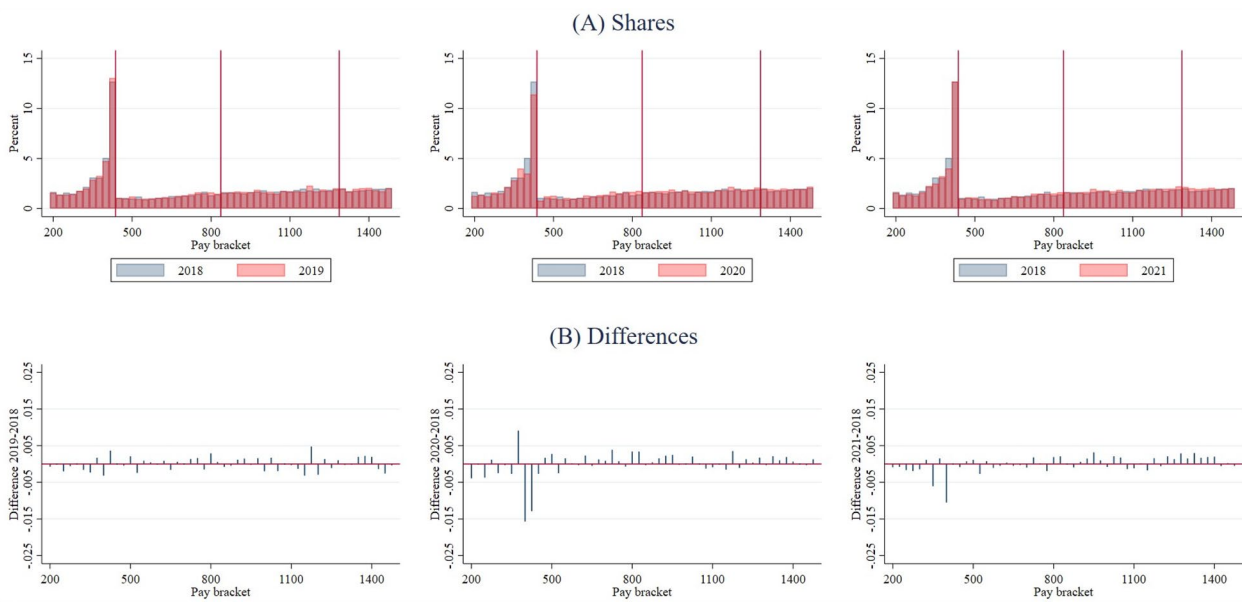 (A) Shares
Percent
15
10
5
0
200 500 800 1100 1400
Pay bracket
2018 2019
Percent
15
10
5
0
200 500 800 1100 1400
Pay bracket
2018 2020
Percent
15
10
5
0
200 500 800 1100 1400
Pay bracket
2018 2021
(B) Differences
Difference 2019-2018
.025
.015
.005
-.005
-.015
-.025
200 500 800 1100 1400
Pay bracket
Difference 2020-2018
.025
.015
.005
-.005
-.015
-.025
200 500 800 1100 1400
Pay bracket
Difference 2021-2018
.025
.015
.005
-.005
-.015
-.025
200 500 800 1100 1400
Pay bracket